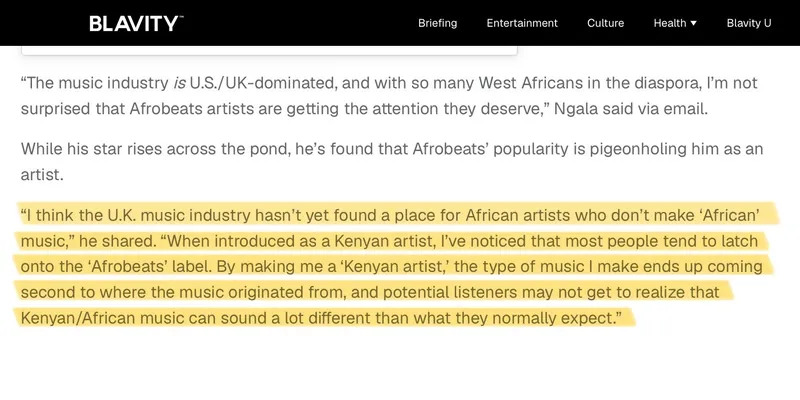 BLAVITY™
Briefing Entertainment Culture Health ▼ Blavity U
“The music industry is U.S./UK-dominated, and with so many West Africans in the diaspora, I’m not
surprised that Afrobeats artists are getting the attention they deserve,” Ngala said via email.
While his star rises across the pond, he’s found that Afrobeats’ popularity is pigeonholing him as an
artist.
“I think the U.K. music industry hasn’t yet found a place for African artists who don’t make ‘African’
music,” he shared. “When introduced as a Kenyan artist, I’ve noticed that most people tend to latch
onto the ‘Afrobeats’ label. By making me a ‘Kenyan artist,’ the type of music I make ends up coming
second to where the music originated from, and potential listeners may not get to realize that
Kenyan/African music can sound a lot different than what they normally expect.”